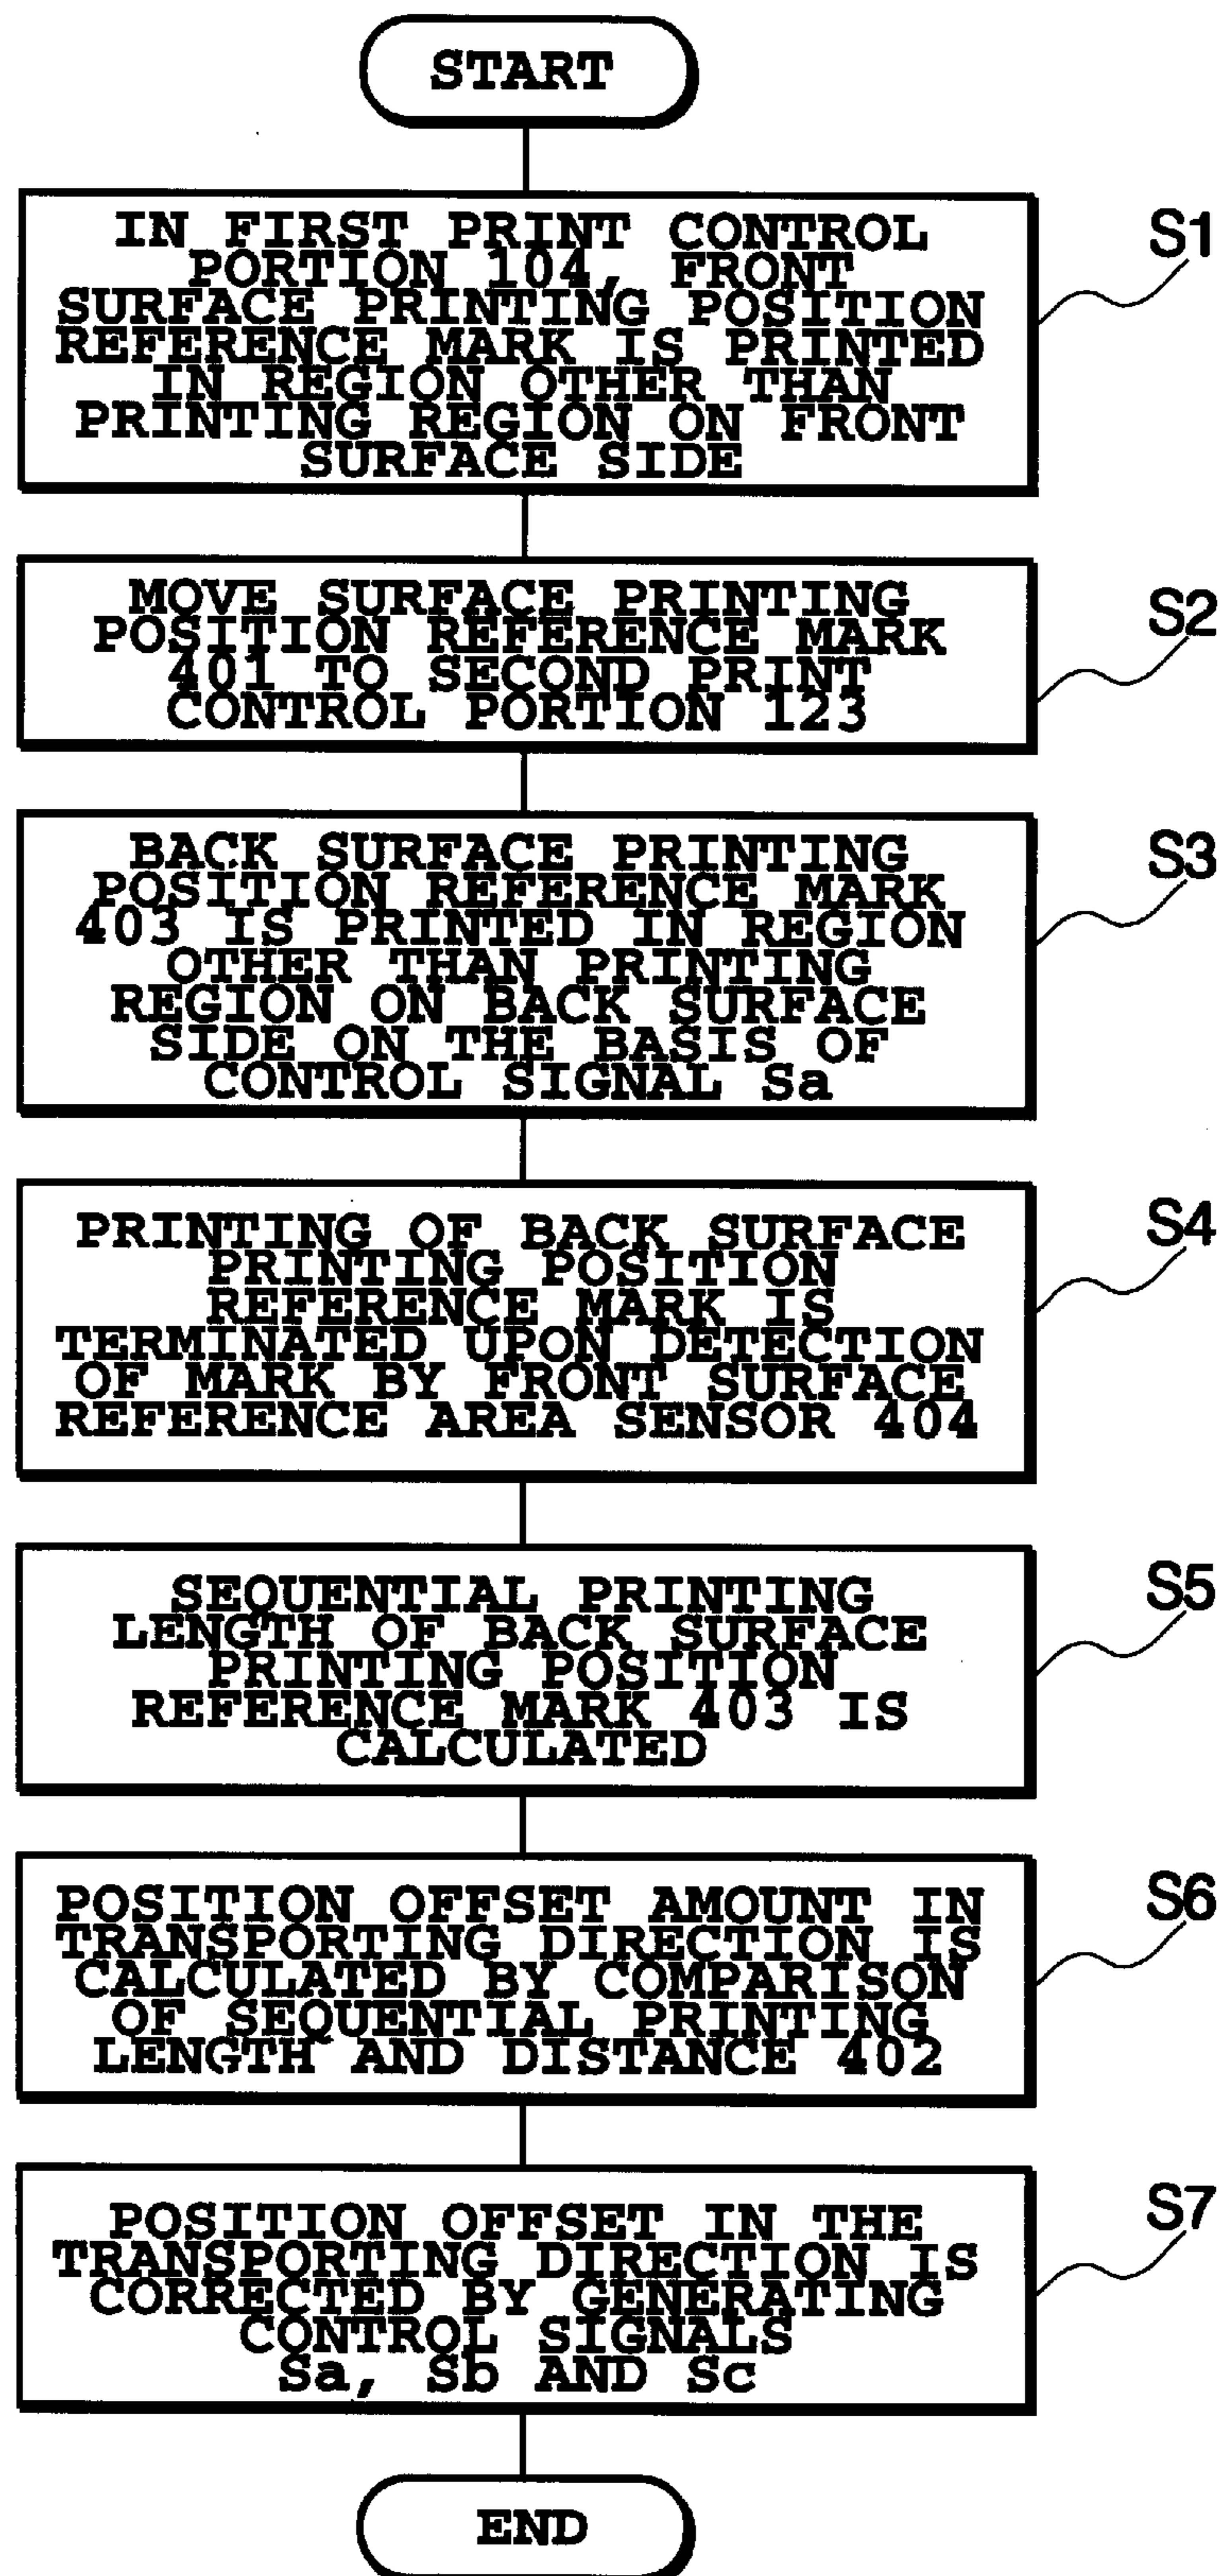 START
IN FIRST PRINT CONTROL
PORTION 104, FRONT
SURFACE PRINTING POSITION
REFERENCE MARK IS PRINTED
IN REGION OTHER THAN
PRINTING REGION ON FRONT
SURFACE SIDE
S1
MOVE SURFACE PRINTING
POSITION REFERENCE MARK
401 TO SECOND PRINT
CONTROL PORTION 123
S2
BACK SURFACE PRINTING
POSITION REFERENCE MARK
403 IS PRINTED IN REGION
OTHER THAN PRINTING
REGION ON BACK SURFACE
SIDE ON THE BASIS OF
CONTROL SIGNAL Sa
S3
PRINTING OF BACK SURFACE
PRINTING POSITION
REFERENCE MARK IS
TERMINATED UPON DETECTION
OF MARK BY FRONT SURFACE
REFERENCE AREA SENSOR 404
S4
SEQUENTIAL PRINTING
LENGTH OF BACK SURFACE
PRINTING POSITION
REFERENCE MARK 403 IS
CALCULATED
S5
POSITION OFFSET AMOUNT IN
TRANSPORTING DIRECTION IS
CALCULATED BY COMPARISON
OF SEQUENTIAL PRINTING
LENGTH AND DISTANCE 402
S6
POSITION OFFSET IN THE
TRANSPORTING DIRECTION IS
CORRECTED BY GENERATING
CONTROL SIGNALS
Sa, Sb AND Sc
S7
END